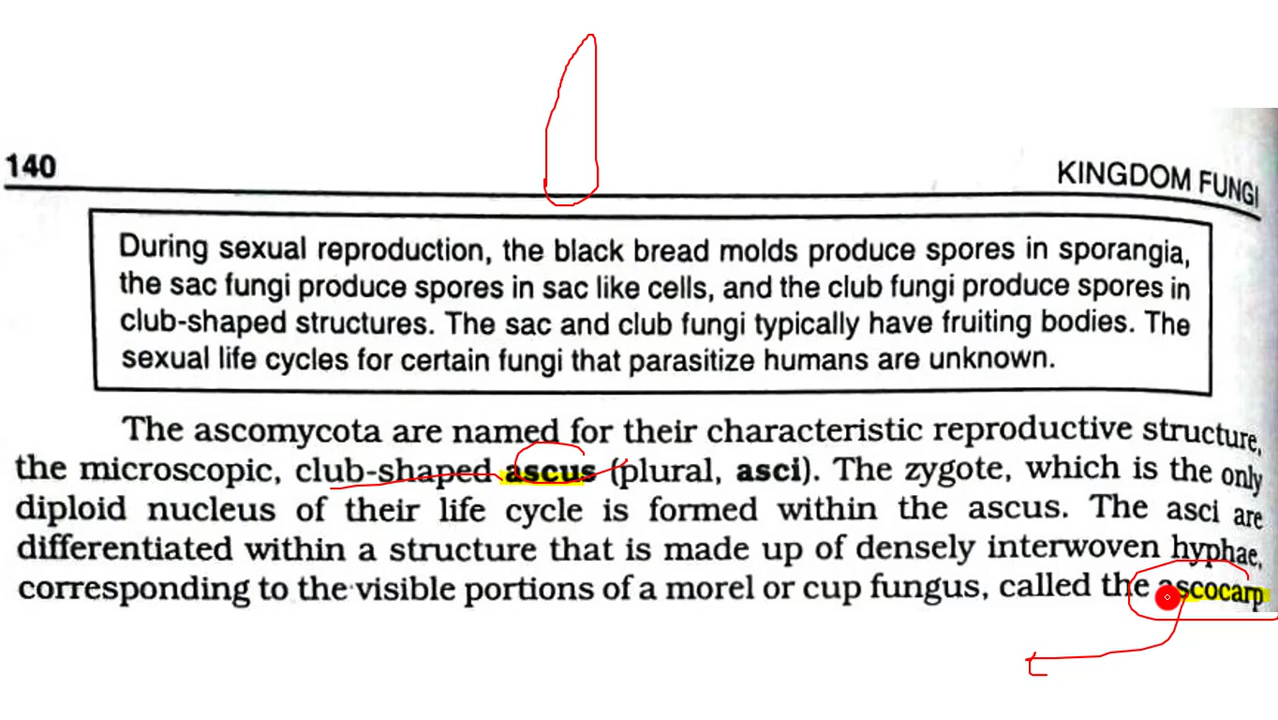 140
KINGDOM FUNGI
During sexual reproduction, the black bread molds produce spores in sporangia,
the sac fungi produce spores in sac like cells, and the club fungi produce spores in
club-shaped structures. The sac and club fungi typically have fruiting bodies. The
sexual life cycles for certain fungi that parasitize humans are unknown.
The ascomycota are named for their characteristic reproductive structure,
the microscopic, club-shaped ascus (plural, asci). The zygote, which is the only
diploid nucleus of their life cycle is formed within the ascus. The asci are
differentiated within a structure that is made up of densely interwoven hyphae,
corresponding to the visible portions of a morel or cup fungus, called the ascocarp